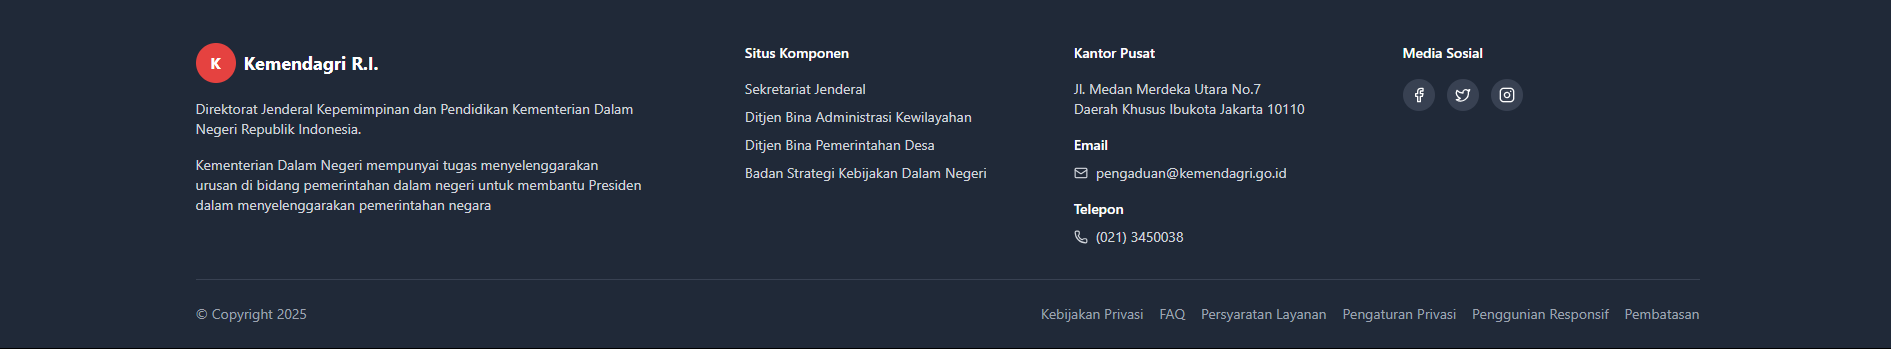 K
Kemendagri R.I.
Direktorat Jenderal Kepemimpinan dan Pendidikan Kementerian Dalam
Negeri Republik Indonesia.
Kementerian Dalam Negeri mempunyai tugas menyelenggarakan
urusan di bidang pemerintahan dalam negeri untuk membantu Presiden
dalam menyelenggarakan pemerintahan negara
Situs Komponen
Sekretariat Jenderal
Ditjen Bina Administrasi Kewilayahan
Ditjen Bina Pemerintahan Desa
Badan Strategi Kebijakan Dalam Negeri
Kantor Pusat
Jl. Medan Merdeka Utara No.7
Daerah Khusus Ibukota Jakarta 10110
Email
pengaduan@kemendagri.go.id
Telepon
(021) 3450038
Media Sosial
© Copyright 2025
Kebijakan Privasi FAQ Persyaratan Layanan Pengaturan Privasi Penggunian Responsif Pembatasan